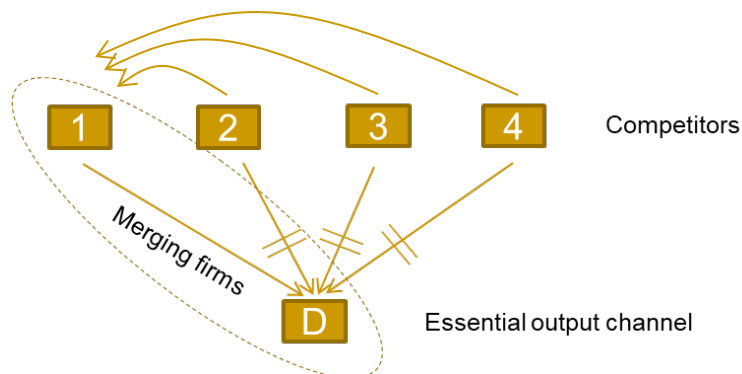 1 2 3 4 Competitors
Merging firms
D Essential output channel